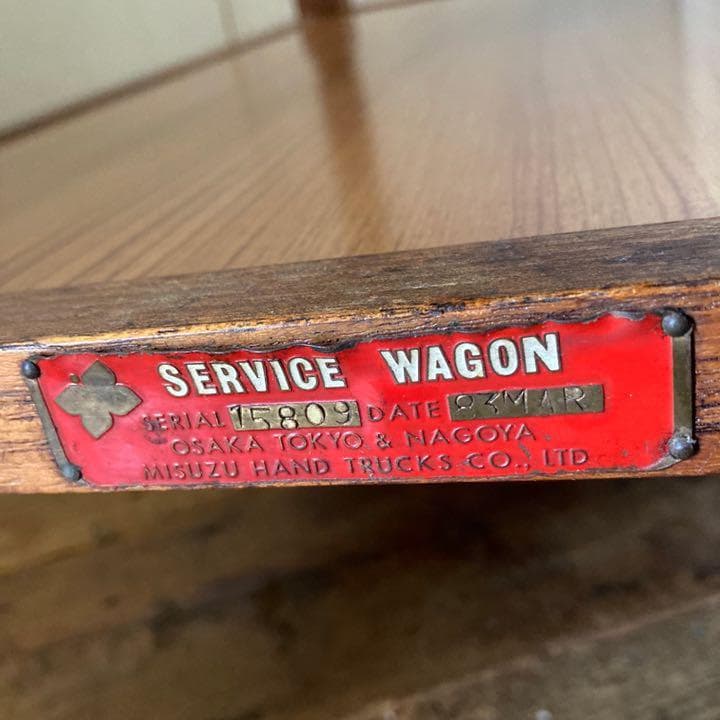 SERVICE WAGON
SERIAL 15809 DATE 83MAR
OSAKA TOKYO & NAGOYA
MISUZU HAND TRUCKS CO., LTD